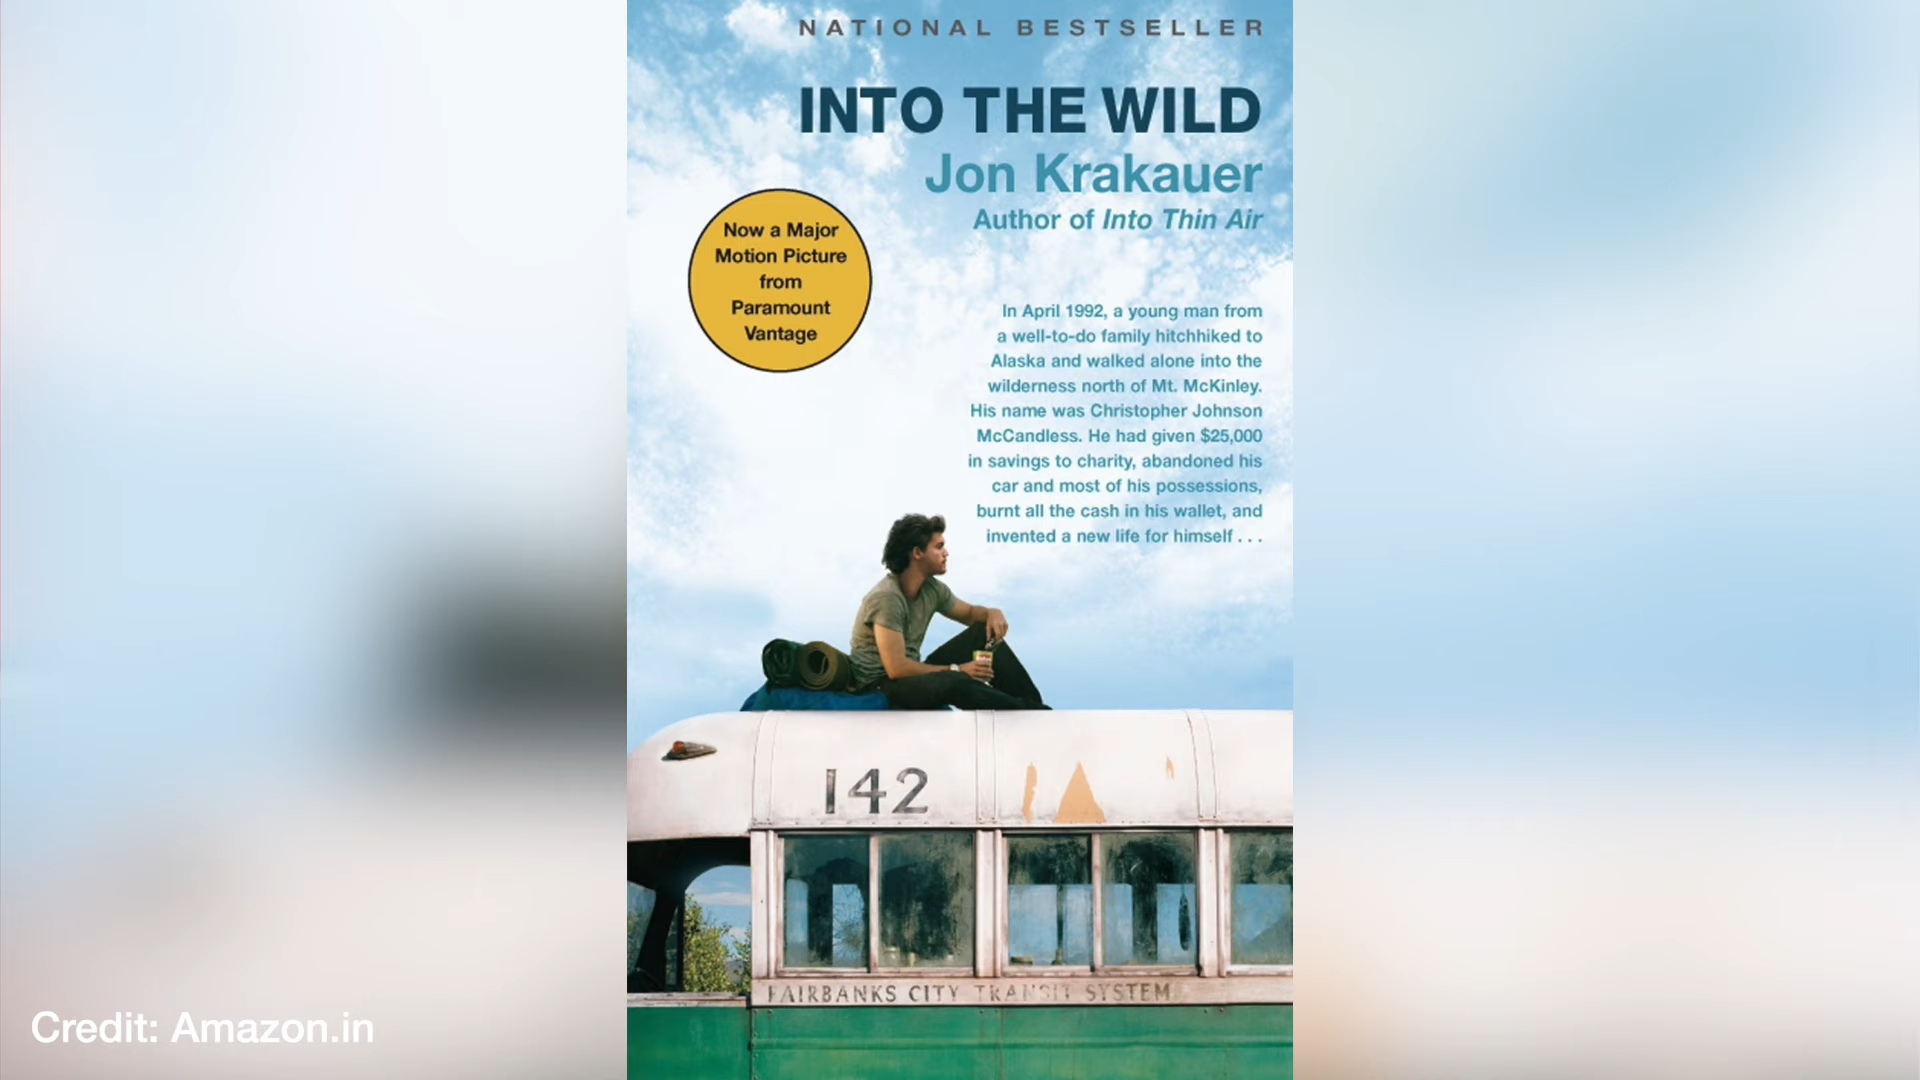 NATIONAL BESTSELLER
INTO THE WILD
Jon Krakauer
Author of Into Thin Air
Now a Major
Motion Picture
from
Paramount
Vantage
In April 1992, a young man from
a well-to-do family hitchhiked to
Alaska and walked alone into the
wilderness north of Mt. McKinley.
His name was Christopher Johnson
McCandless. He had given $25,000
in savings to charity, abandoned his
car and most of his possessions,
burnt all the cash in his wallet, and
invented a new life for himself . . .
142
FAIRBANKS CITY TRANSIT SYSTEM
Credit: Amazon.in